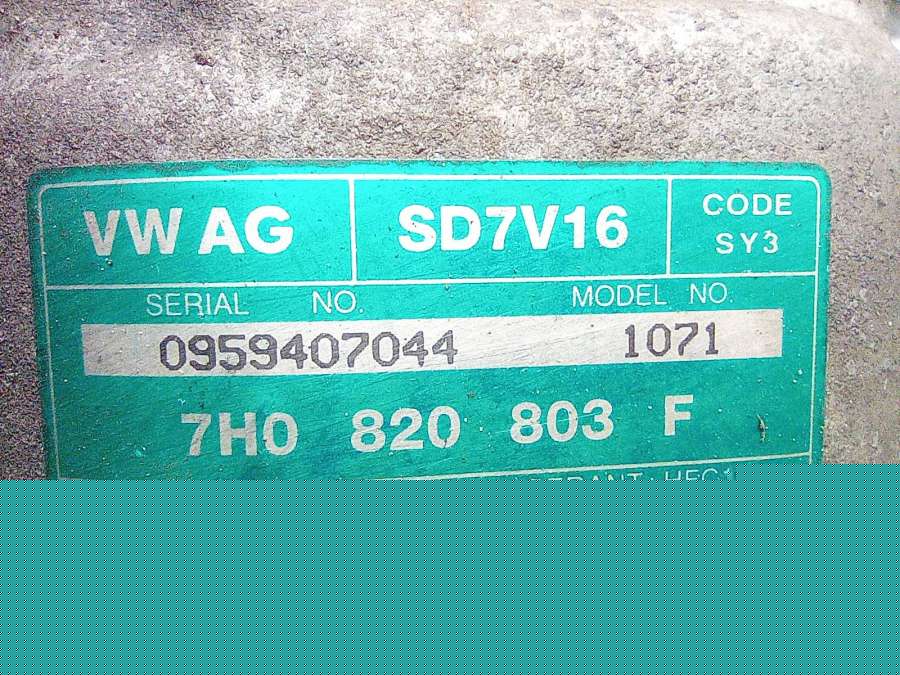 VW AG SD7V16 CODE
SY3
SERIAL NO. MODEL NO.
0959407044 1071
7H0 820 803 F